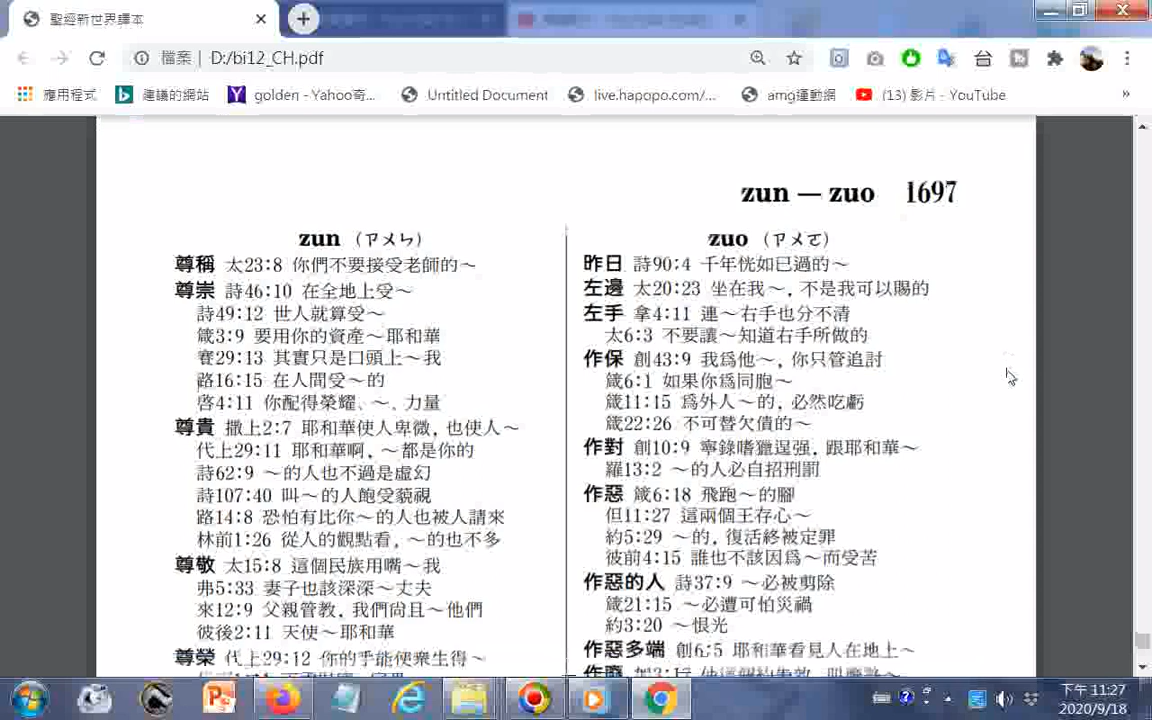 聖經新世界譯本
檔案 | D:/bi12_CH.pdf
應用程式
建議的網站
golden - Yahoo奇...
Untitled Document
live.hapopo.com/...
amg運動網
(13) 影片 - YouTube
»
zun — zuo 1697
zun (ㄗㄨㄣ)
尊稱 太23:8 你們不要接受老師的～
尊崇 詩46:10 在全地上受～
詩49:12 世人就算受～
箴3:9 要用你的資產～耶和華
賽29:13 其實只是口頭上～我
路16:15 在人間受～的
啓4:11 你配得榮耀、～、力量
尊貴 撒上2:7 耶和華使人卑微，也使人～
代上29:11 耶和華啊，～都是你的
詩62:9 ～的人也不過是虛幻
詩107:40 叫～的人飽受藐視
路14:8 恐怕有比你～的人也被人請來
林前1:26 從人的觀點看，～的也不多
尊敬 太15:8 這個民族用嘴～我
弗5:33 妻子也該深深～丈夫
來12:9 父親管教，我們尚且～他們
彼後2:11 天使～耶和華
尊榮 代上29:12 你的手能使衆生得～
zuo (ㄗㄨㄛ)
昨日 詩90:4 千年恍如已過的～
左邊 太20:23 坐在我～，不是我可以賜的
左手 拿4:11 連～右手也分不清
太6:3 不要讓～知道右手所做的
作保 創43:9 我爲他～，你只管追討
箴6:1 如果你爲同胞～
箴11:15 爲外人～的，必然吃虧
箴22:26 不可替欠債的～
作對 創10:9 寧錄嗜獵逞强，跟耶和華～
羅13:2 ～的人必自招刑罰
作惡 箴6:18 飛跑～的腳
但11:27 這兩個王存心～
約5:29 ～的，復活終被定罪
彼前4:15 誰也不該因爲～而受苦
作惡的人 詩37:9 ～必被剪除
箴21:15 ～必遭可怕災禍
約3:20 ～恨光
作惡多端 創6:5 耶和華看見人在地上～
下午 11:27
2020/9/18